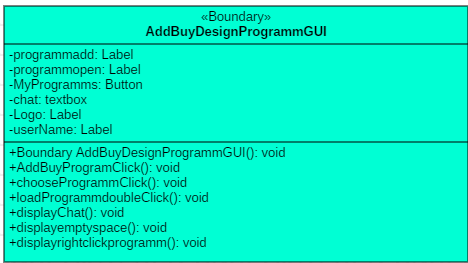 «Boundary»
AddBuyDesignProgrammGUI
-programmadd: Label
-programmopen: Label
-MyProgramms: Button
-chat: textbox
-Logo: Label
-userName: Label
+Boundary AddBuyDesignProgrammGUI(): void
+AddBuyProgramClick(): void
+chooseProgrammClick(): void
+loadProgrammdoubleClick(): void
+displayChat(): void
+displayemptyspace(): void
+displayrightclickprogramm(): void